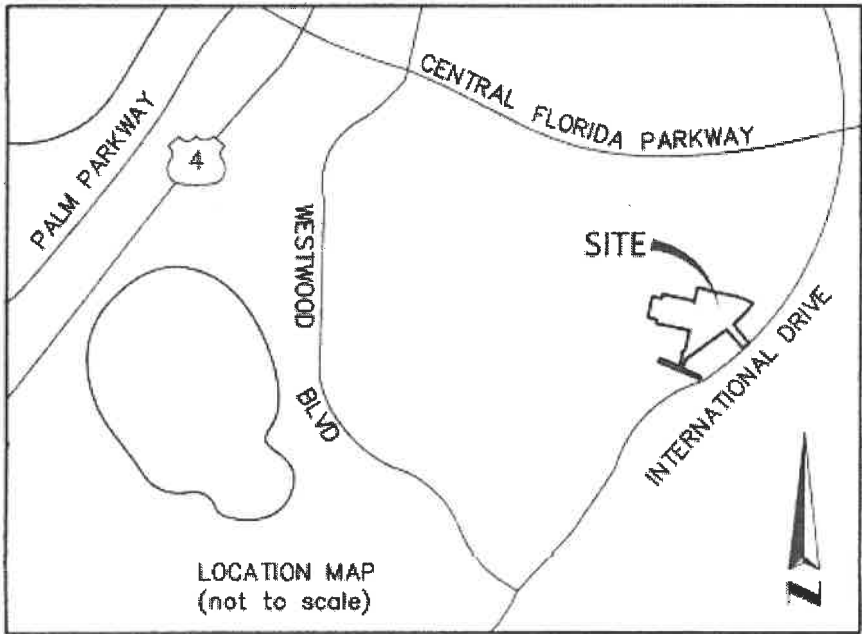 CENTRAL FLORIDA PARKWAY
PALM PARKWAY
4
WESTWOOD
BLVD
SITE
INTERNATIONAL DRIVE
LOCATION MAP
(not to scale)
N